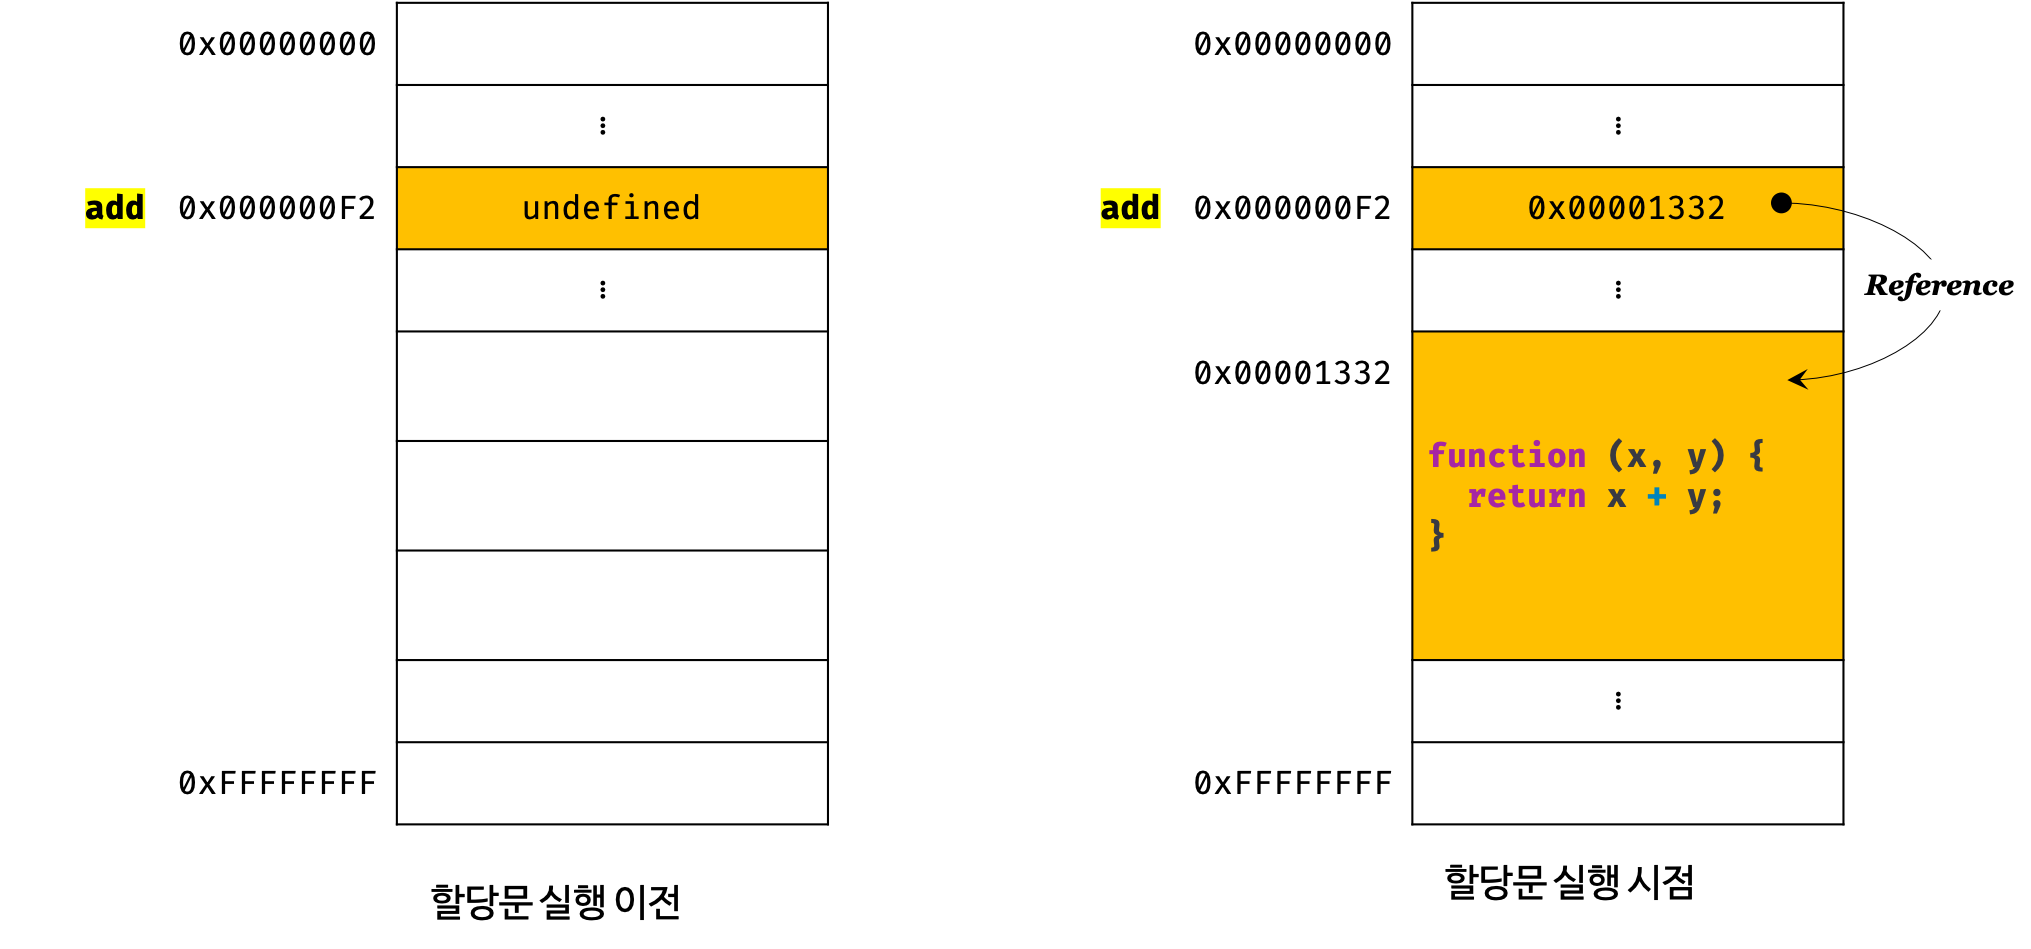 0x00000000
⋮
add 0x000000F2 undefined
⋮
0xFFFFFFFF
할당문 실행 이전
0x00000000
⋮
add 0x000000F2 0x00001332
⋮
Reference
0x00001332
function (x, y) {
  return x + y;
}
⋮
0xFFFFFFFF
할당문 실행 시점